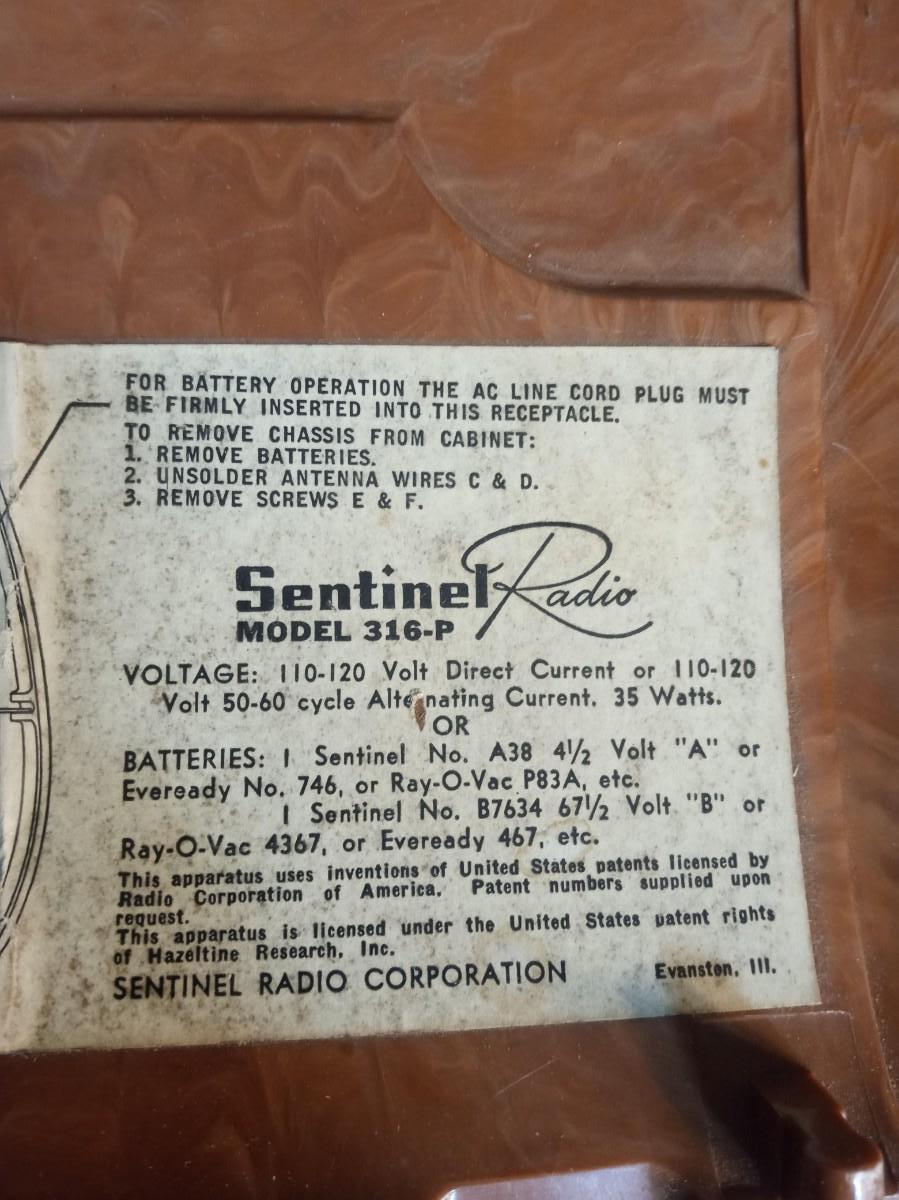 FOR BATTERY OPERATION THE AC LINE CORD PLUG MUST
BE FIRMLY INSERTED INTO THIS RECEPTACLE.
TO REMOVE CHASSIS FROM CABINET:
1. REMOVE BATTERIES.
2. UNSOLDER ANTENNA WIRES C & D.
3. REMOVE SCREWS E & F.
Sentinel Radio
MODEL 316-P
VOLTAGE: 110-120 Volt Direct Current or 110-120
Volt 50-60 cycle Alternating Current. 35 Watts.
OR
BATTERIES: 1 Sentinel No. A38 4½ Volt "A" or
Eveready No. 746, or Ray-O-Vac P83A, etc.
1 Sentinel No. B7634 67½ Volt "B" or
Ray-O-Vac 4367, or Eveready 467, etc.
This apparatus uses inventions of United States patents licensed by
Radio Corporation of America. Patent numbers supplied upon
request.
This apparatus is licensed under the United States patent rights
of Hazeltine Research, Inc.
SENTINEL RADIO CORPORATION Evanston, Ill.